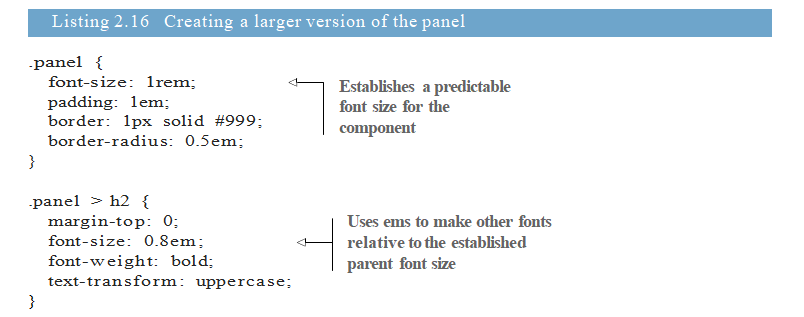 Listing 2.16 Creating a larger version of the panel
.panel {
font-size: 1rem;
padding: 1em;
border: 1px solid #999;
border-radius: 0.5em;
}
Establishes a predictable
font size for the
component
.panel > h2 {
margin-top: 0;
font-size: 0.8em;
font-weight: bold;
text-transform: uppercase;
}
Uses ems to make other fonts
relative to the established
parent font size